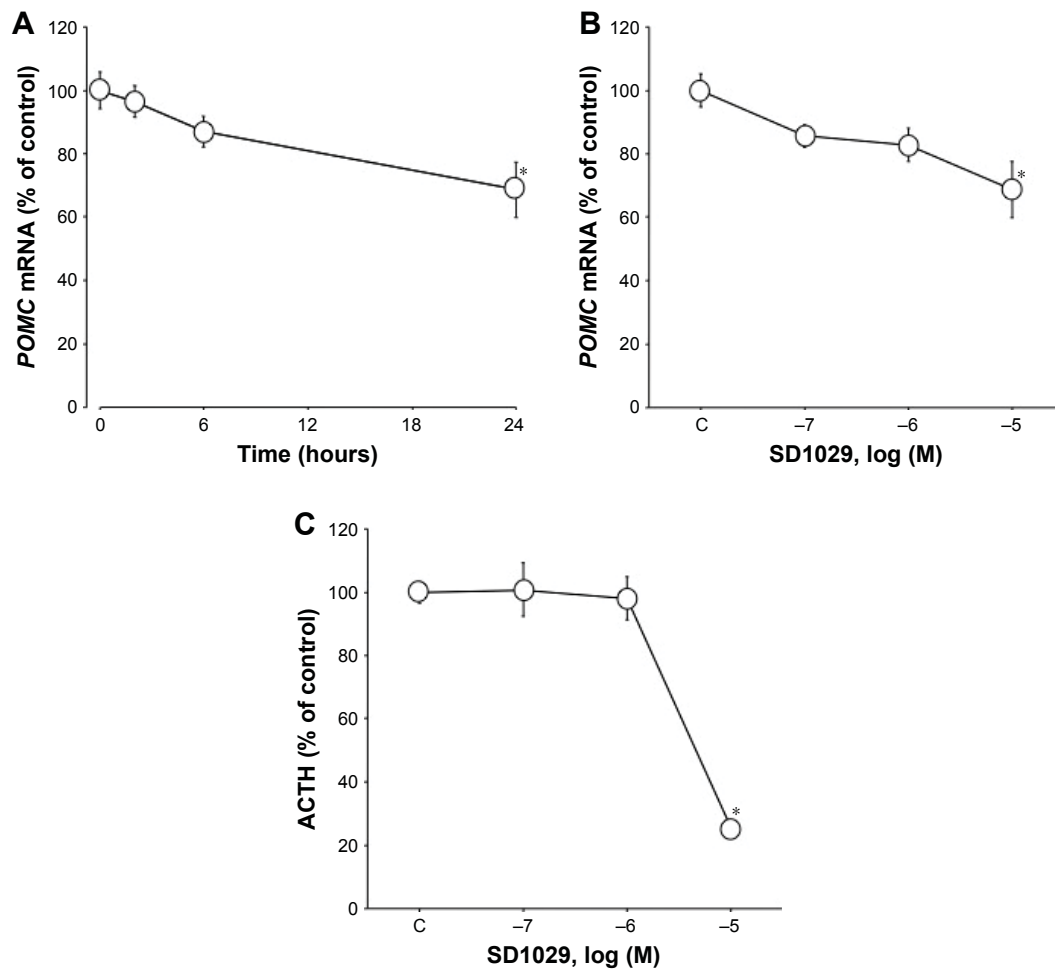 A
POMC mRNA (% of control)
120
100
80
60
40
20
0
*
0 6 12 18 24
Time (hours)
B
POMC mRNA (% of control)
120
100
80
60
40
20
0
*
C –7 –6 –5
SD1029, log (M)
C
ACTH (% of control)
120
100
80
60
40
20
0
*
C –7 –6 –5
SD1029, log (M)